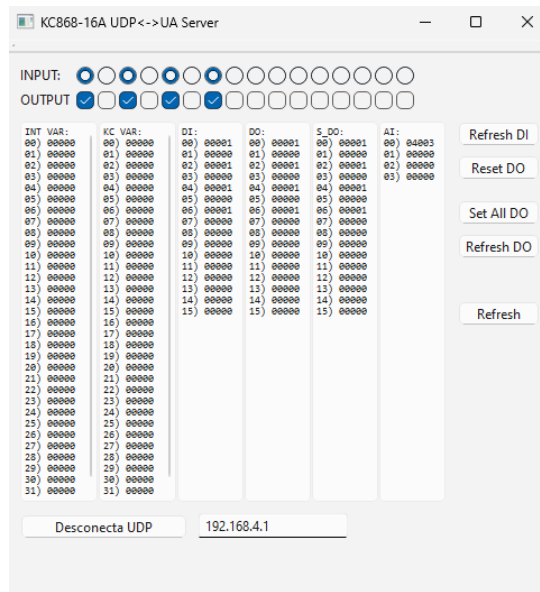 KC868-16A UDP<->UA Server
INPUT:
OUTPUT
INT VAR: KC VAR: DI: DO: S_DO: AI:
00) 00000 00) 00000 00) 00001 00) 00001 00) 00001 00) 04003
01) 00000 01) 00000 01) 00000 01) 00000 01) 00000 01) 00000
02) 00000 02) 00000 02) 00001 02) 00001 02) 00001 02) 00000
03) 00000 03) 00000 03) 00000 03) 00000 03) 00000 03) 00000
04) 00000 04) 00000 04) 00001 04) 00001 04) 00001
05) 00000 05) 00000 05) 00000 05) 00000 05) 00000
06) 00000 06) 00000 06) 00001 06) 00001 06) 00001
07) 00000 07) 00000 07) 00000 07) 00000 07) 00000
08) 00000 08) 00000 08) 00000 08) 00000 08) 00000
09) 00000 09) 00000 09) 00000 09) 00000 09) 00000
10) 00000 10) 00000 10) 00000 10) 00000 10) 00000
11) 00000 11) 00000 11) 00000 11) 00000 11) 00000
12) 00000 12) 00000 12) 00000 12) 00000 12) 00000
13) 00000 13) 00000 13) 00000 13) 00000 13) 00000
14) 00000 14) 00000 14) 00000 14) 00000 14) 00000
15) 00000 15) 00000 15) 00000 15) 00000 15) 00000
16) 00000 16) 00000
17) 00000 17) 00000
18) 00000 18) 00000
19) 00000 19) 00000
20) 00000 20) 00000
21) 00000 21) 00000
22) 00000 22) 00000
23) 00000 23) 00000
24) 00000 24) 00000
25) 00000 25) 00000
26) 00000 26) 00000
27) 00000 27) 00000
28) 00000 28) 00000
29) 00000 29) 00000
30) 00000 30) 00000
31) 00000 31) 00000
Refresh DI
Reset DO
Set All DO
Refresh DO
Refresh
Desconecta UDP 192.168.4.1